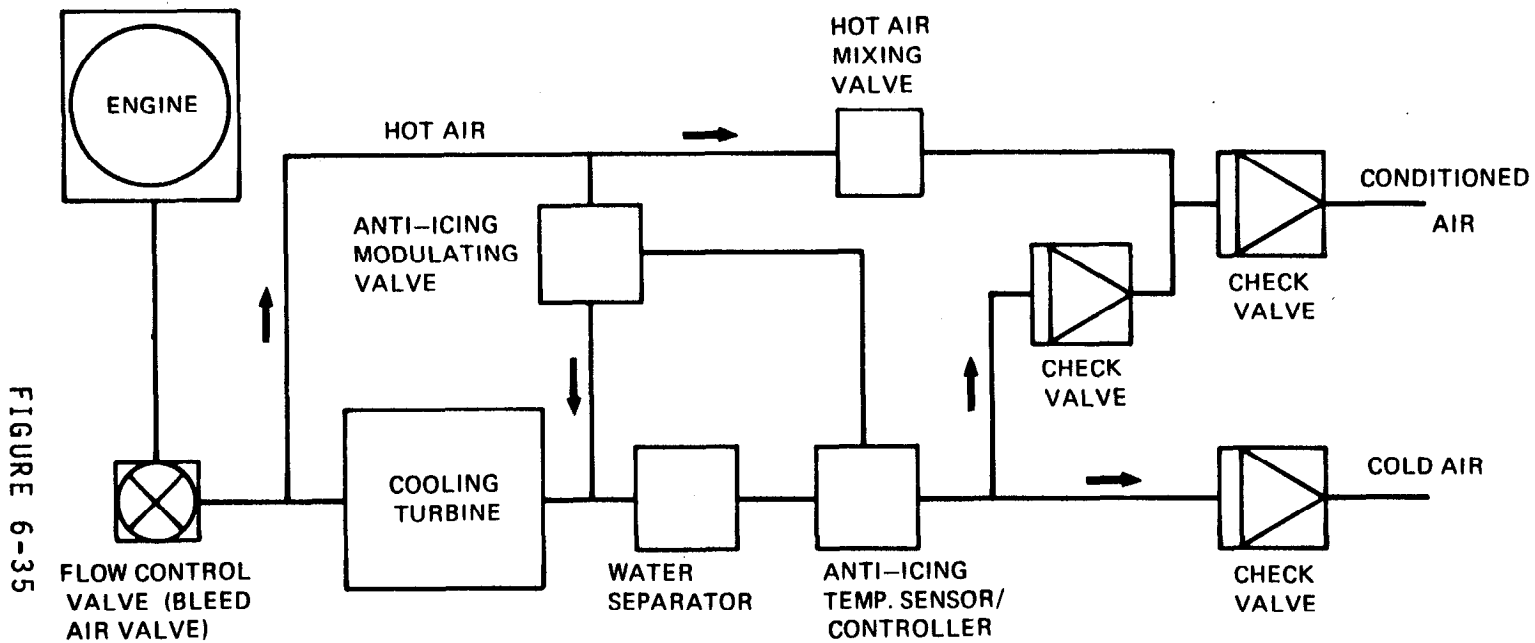 ENGINE
HOT AIR
HOT AIR
MIXING
VALVE
ANTI–ICING
MODULATING
VALVE
CONDITIONED
AIR
CHECK
VALVE
CHECK
VALVE
COOLING
TURBINE
COLD AIR
FLOW CONTROL
VALVE (BLEED
AIR VALVE)
WATER
SEPARATOR
ANTI–ICING
TEMP. SENSOR/
CONTROLLER
CHECK
VALVE
FIGURE 6-35